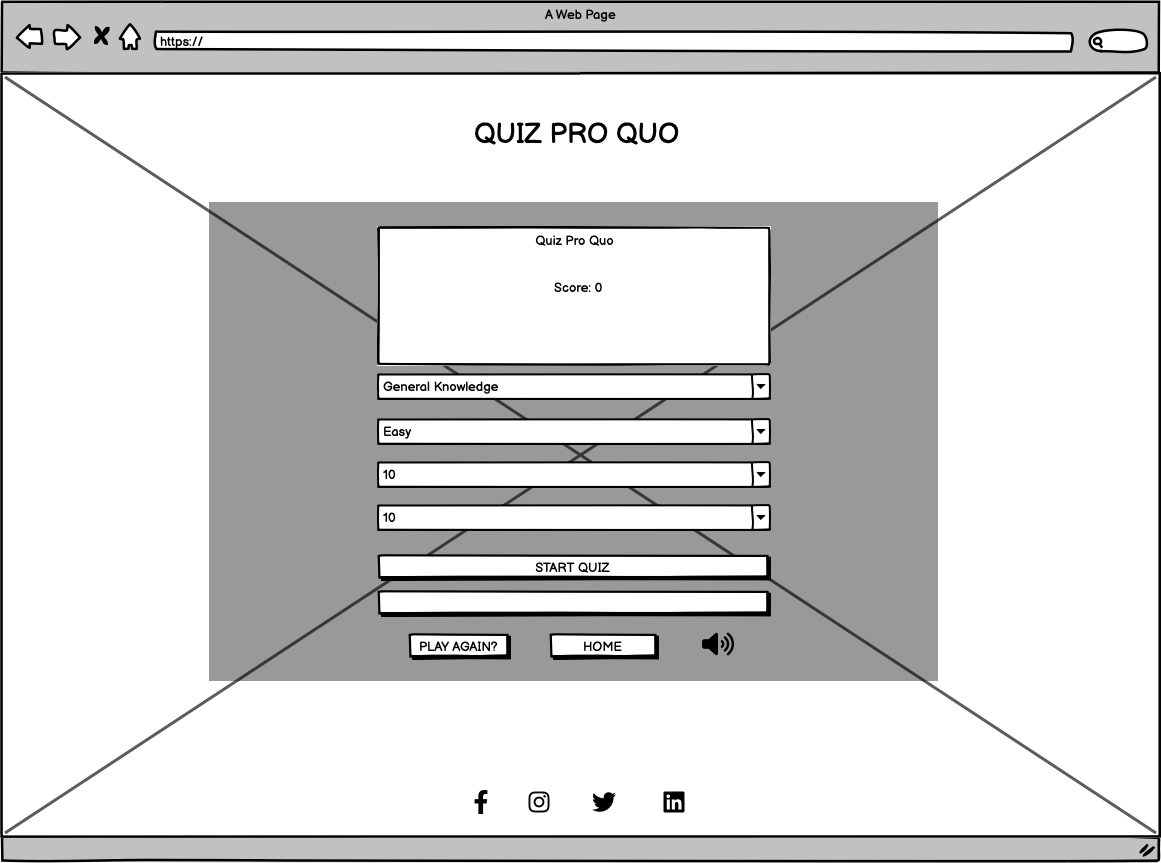 A Web Page
https://
QUIZ PRO QUO
Quiz Pro Quo
Score: 0
General Knowledge
Easy
10
10
START QUIZ
PLAY AGAIN?
HOME